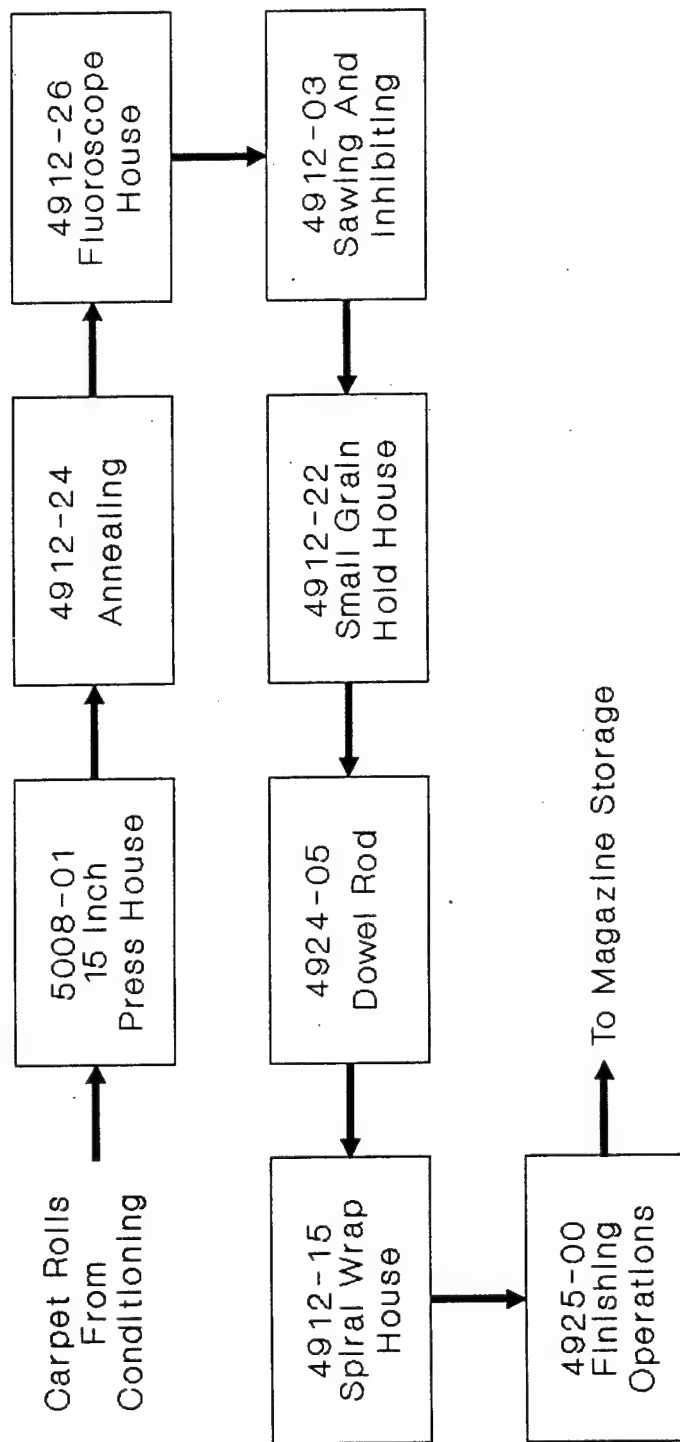 Carpet Rolls
From
Conditioning
5008-01
15 Inch
Press House
4912-24
Annealing
4912-26
Fluoroscope
House
4912-03
Sawing And
Inhibiting
4912-22
Small Grain
Hold House
4924-05
Dowel Rod
4912-15
Spiral Wrap
House
4925-00
Finishing
Operations
To Magazine Storage